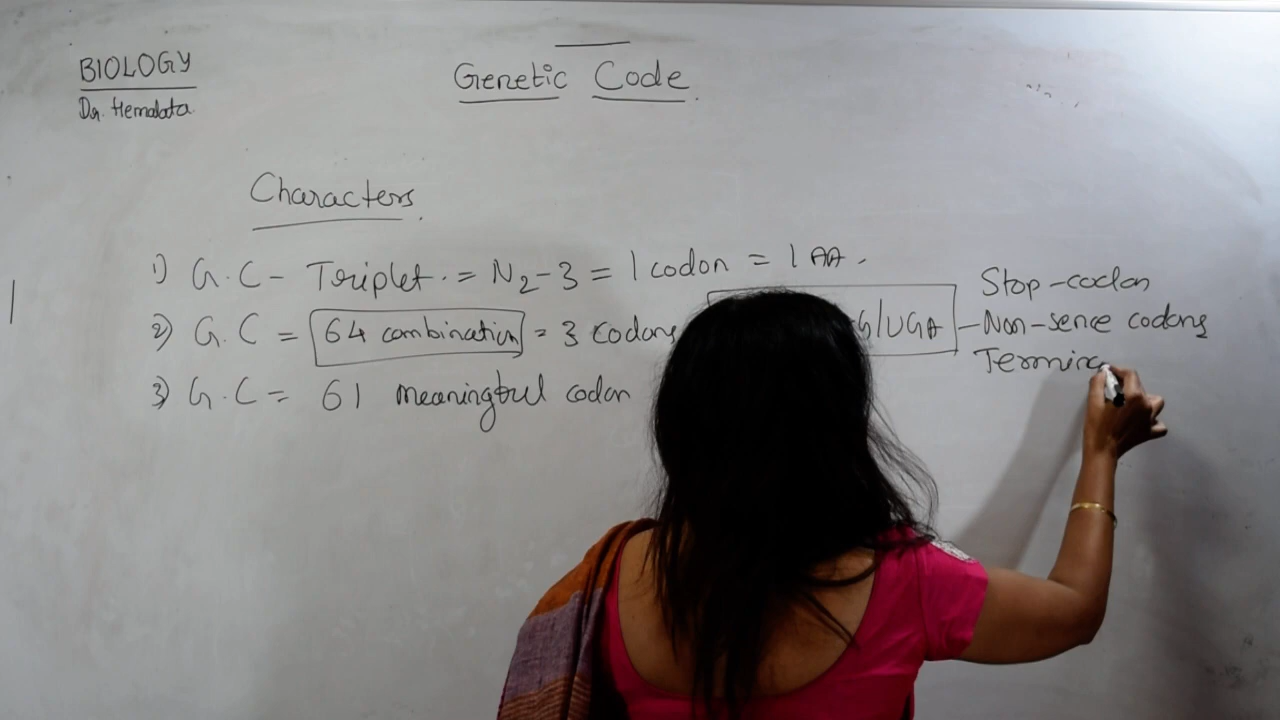 BIOLOGY
Dr. Hemalata
Genetic Code
Characters
1) G.C - Triplet. = N2-3 = 1 codon = 1 AA.
2) G.C = 64 combination = 3 codons G/UGA - Non-sence codons
Stop-codon
Termina
3) G.C = 61 meaningful codon